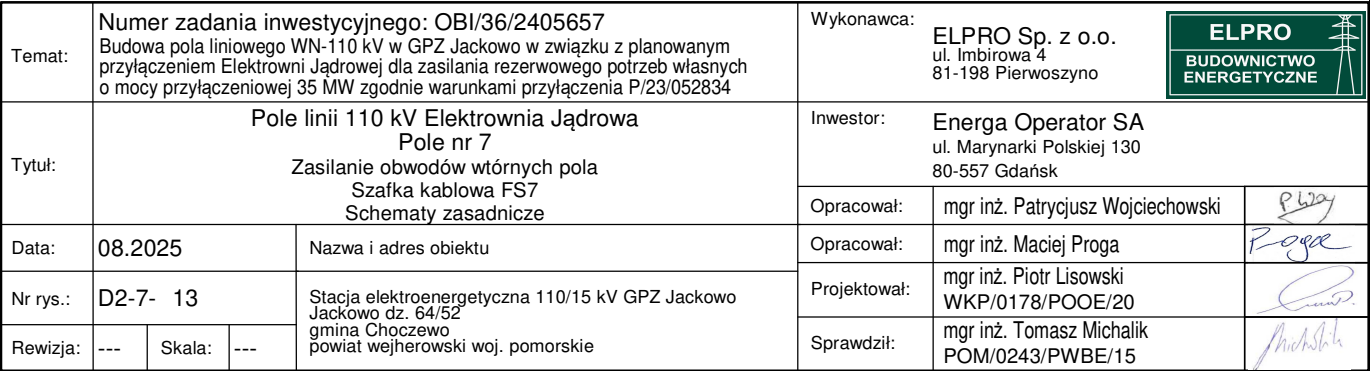 Temat:
Numer zadania inwestycyjnego: OBI/36/2405657
Budowa pola liniowego WN-110 kV w GPZ Jackowo w związku z planowanym
przyłączeniem Elektrowni Jądrowej dla zasilania rezerwowego potrzeb własnych
o mocy przyłączeniowej 35 MW zgodnie warunkami przyłączenia P/23/052834
Wykonawca:
ELPRO Sp. z o.o.
ul. Imbirowa 4
81-198 Pierwoszyno
ELPRO
BUDOWNICTWO
ENERGETYCZNE
Tytuł:
Pole linii 110 kV Elektrownia Jądrowa
Pole nr 7
Zasilanie obwodów wtórnych pola
Szafka kablowa FS7
Schematy zasadnicze
Inwestor:
Energa Operator SA
ul. Marynarki Polskiej 130
80-557 Gdańsk
Opracował:
mgr inż. Patrycjusz Wojciechowski
Data:
08.2025
Nazwa i adres obiektu
Opracował:
mgr inż. Maciej Proga
Proga
Nr rys.:
D2-7- 13
Stacja elektroenergetyczna 110/15 kV GPZ Jackowo
Jackowo dz. 64/52
gmina Choczewo
powiat wejherowski woj. pomorskie
Projektował:
mgr inż. Piotr Lisowski
WKP/0178/POOE/20
Rewizja:
---
Skala:
---
Sprawdził:
mgr inż. Tomasz Michalik
POM/0243/PWBE/15
Michalik